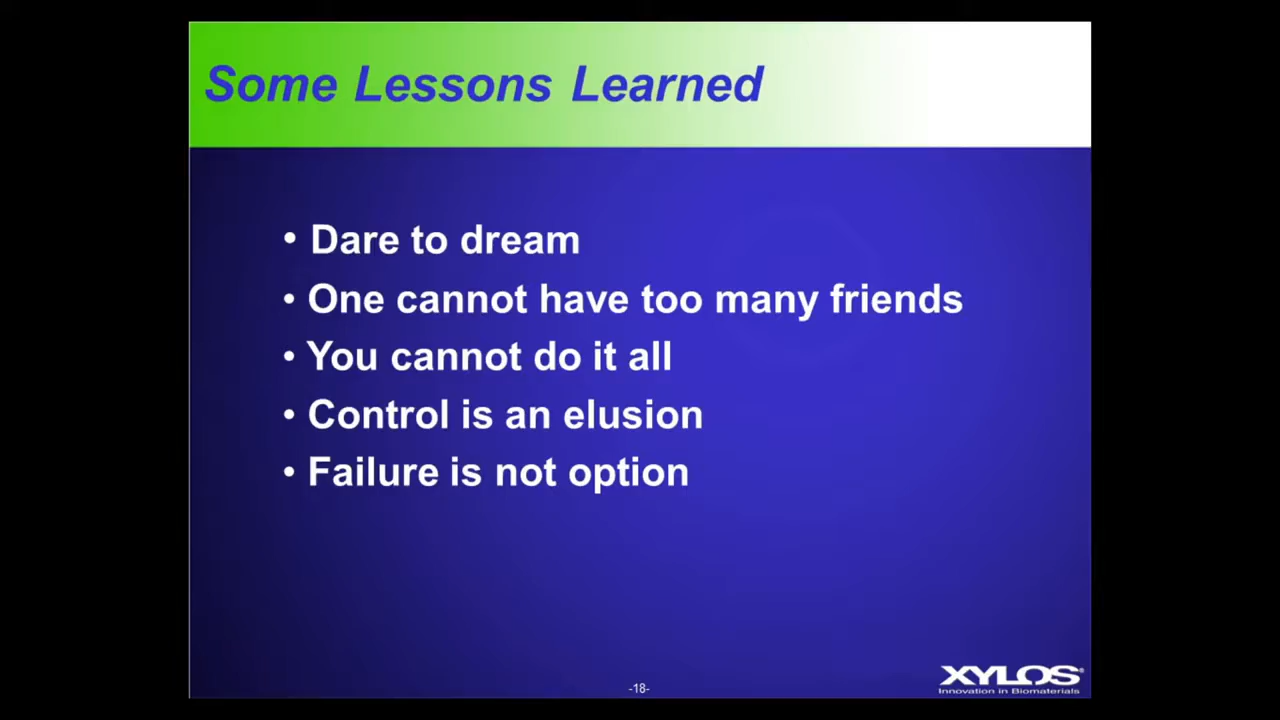 Some Lessons Learned
• Dare to dream
• One cannot have too many friends
• You cannot do it all
• Control is an elusion
• Failure is not option
XYLOS®
Innovation in Biomaterials
-18-